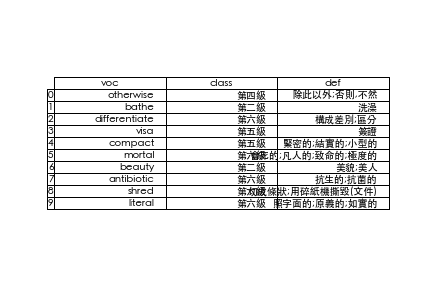 voc class def
0 otherwise 第四級 除此以外;否則,不然
1 bathe 第二級 洗澡
2 differentiate 第六級 構成差別;區分
3 visa 第五級 簽證
4 compact 第五級 緊密的;結實的;小型的
5 mortal 第六級 死的;凡人的;致命的;極度的
6 beauty 第二級 美貌;美人
7 antibiotic 第六級 抗生的;抗菌的
8 shred 第六級 條狀;用碎紙機撕毀(文件)
9 literal 第六級 照字面的;原義的;如實的